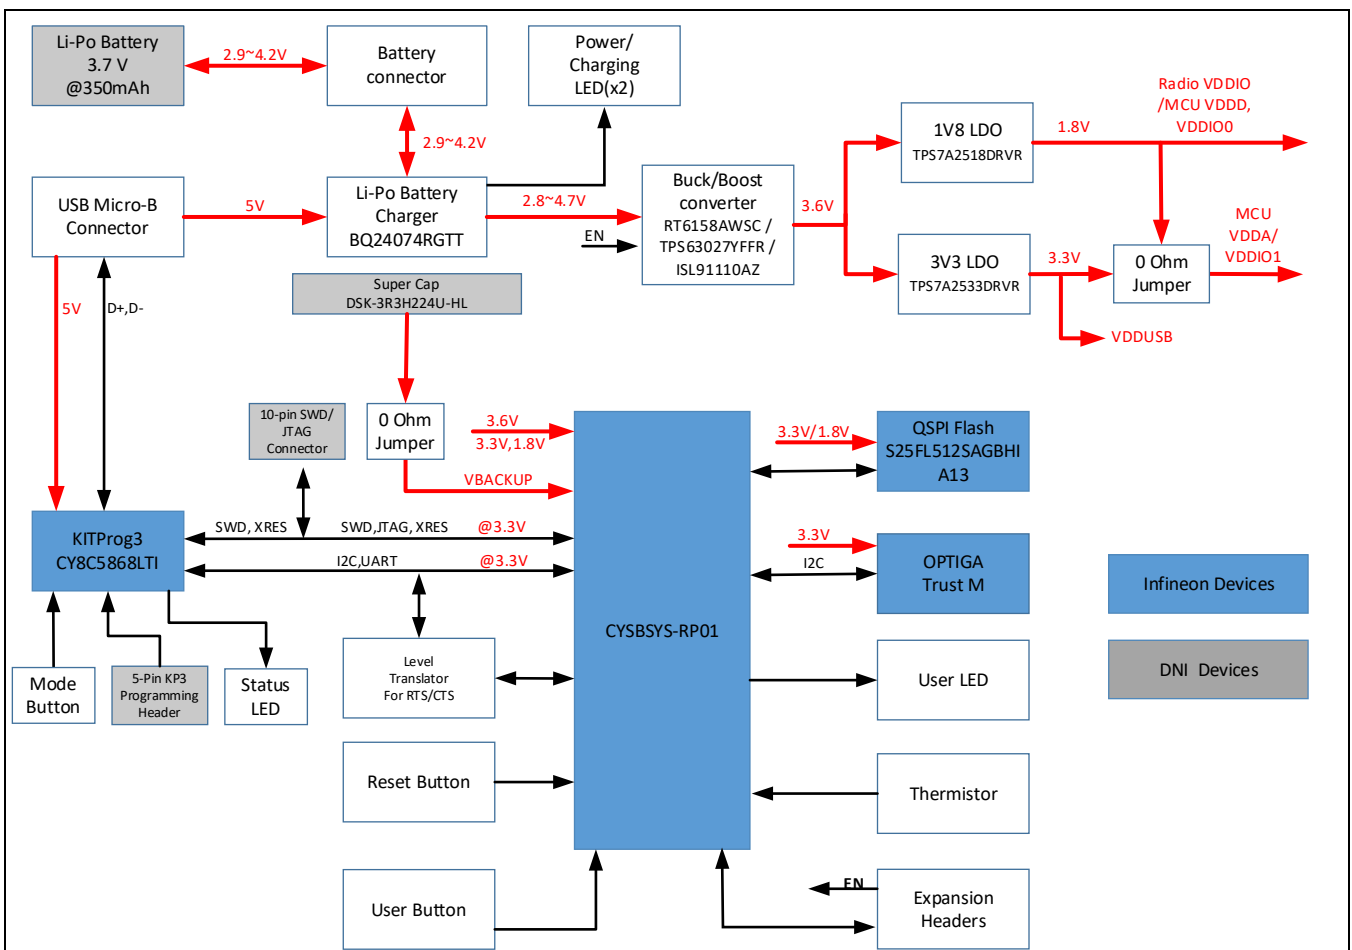 Li-Po Battery
3.7 V
@350mAh
2.9~4.2V
Battery
connector
Power/
Charging
LED(x2)
2.9~4.2V
USB Micro-B
Connector
5V
Li-Po Battery
Charger
BQ24074RGTT
2.8~4.7V
EN
Buck/Boost
converter
RT6158AWSC /
TPS63027YFFR /
ISL91110AZ
3.6V
1V8 LDO
TPS7A2518DRVR
1.8V
Radio VDDIO
/MCU VDDD,
VDDIO0
3V3 LDO
TPS7A2533DRVR
3.3V
0 Ohm
Jumper
MCU
VDDA/
VDDIO1
VDDUSB
5V
D+,D-
Super Cap
DSK-3R3H224U-HL
0 Ohm
Jumper
VBACKUP
10-pin SWD/
JTAG
Connector
3.6V
3.3V,1.8V
3.3V/1.8V
QSPI Flash
S25FL512SAGBHI
A13
KITProg3
CY8C5868LTI
SWD, XRES
SWD,JTAG, XRES
@3.3V
I2C,UART
@3.3V
CYSBSYS-RP01
3.3V
I2C
OPTIGA
Trust M
Infineon Devices
DNI Devices
Mode
Button
5-Pin KP3
Programming
Header
Status
LED
Level
Translator
For RTS/CTS
User LED
Reset Button
Thermistor
User Button
EN
Expansion
Headers